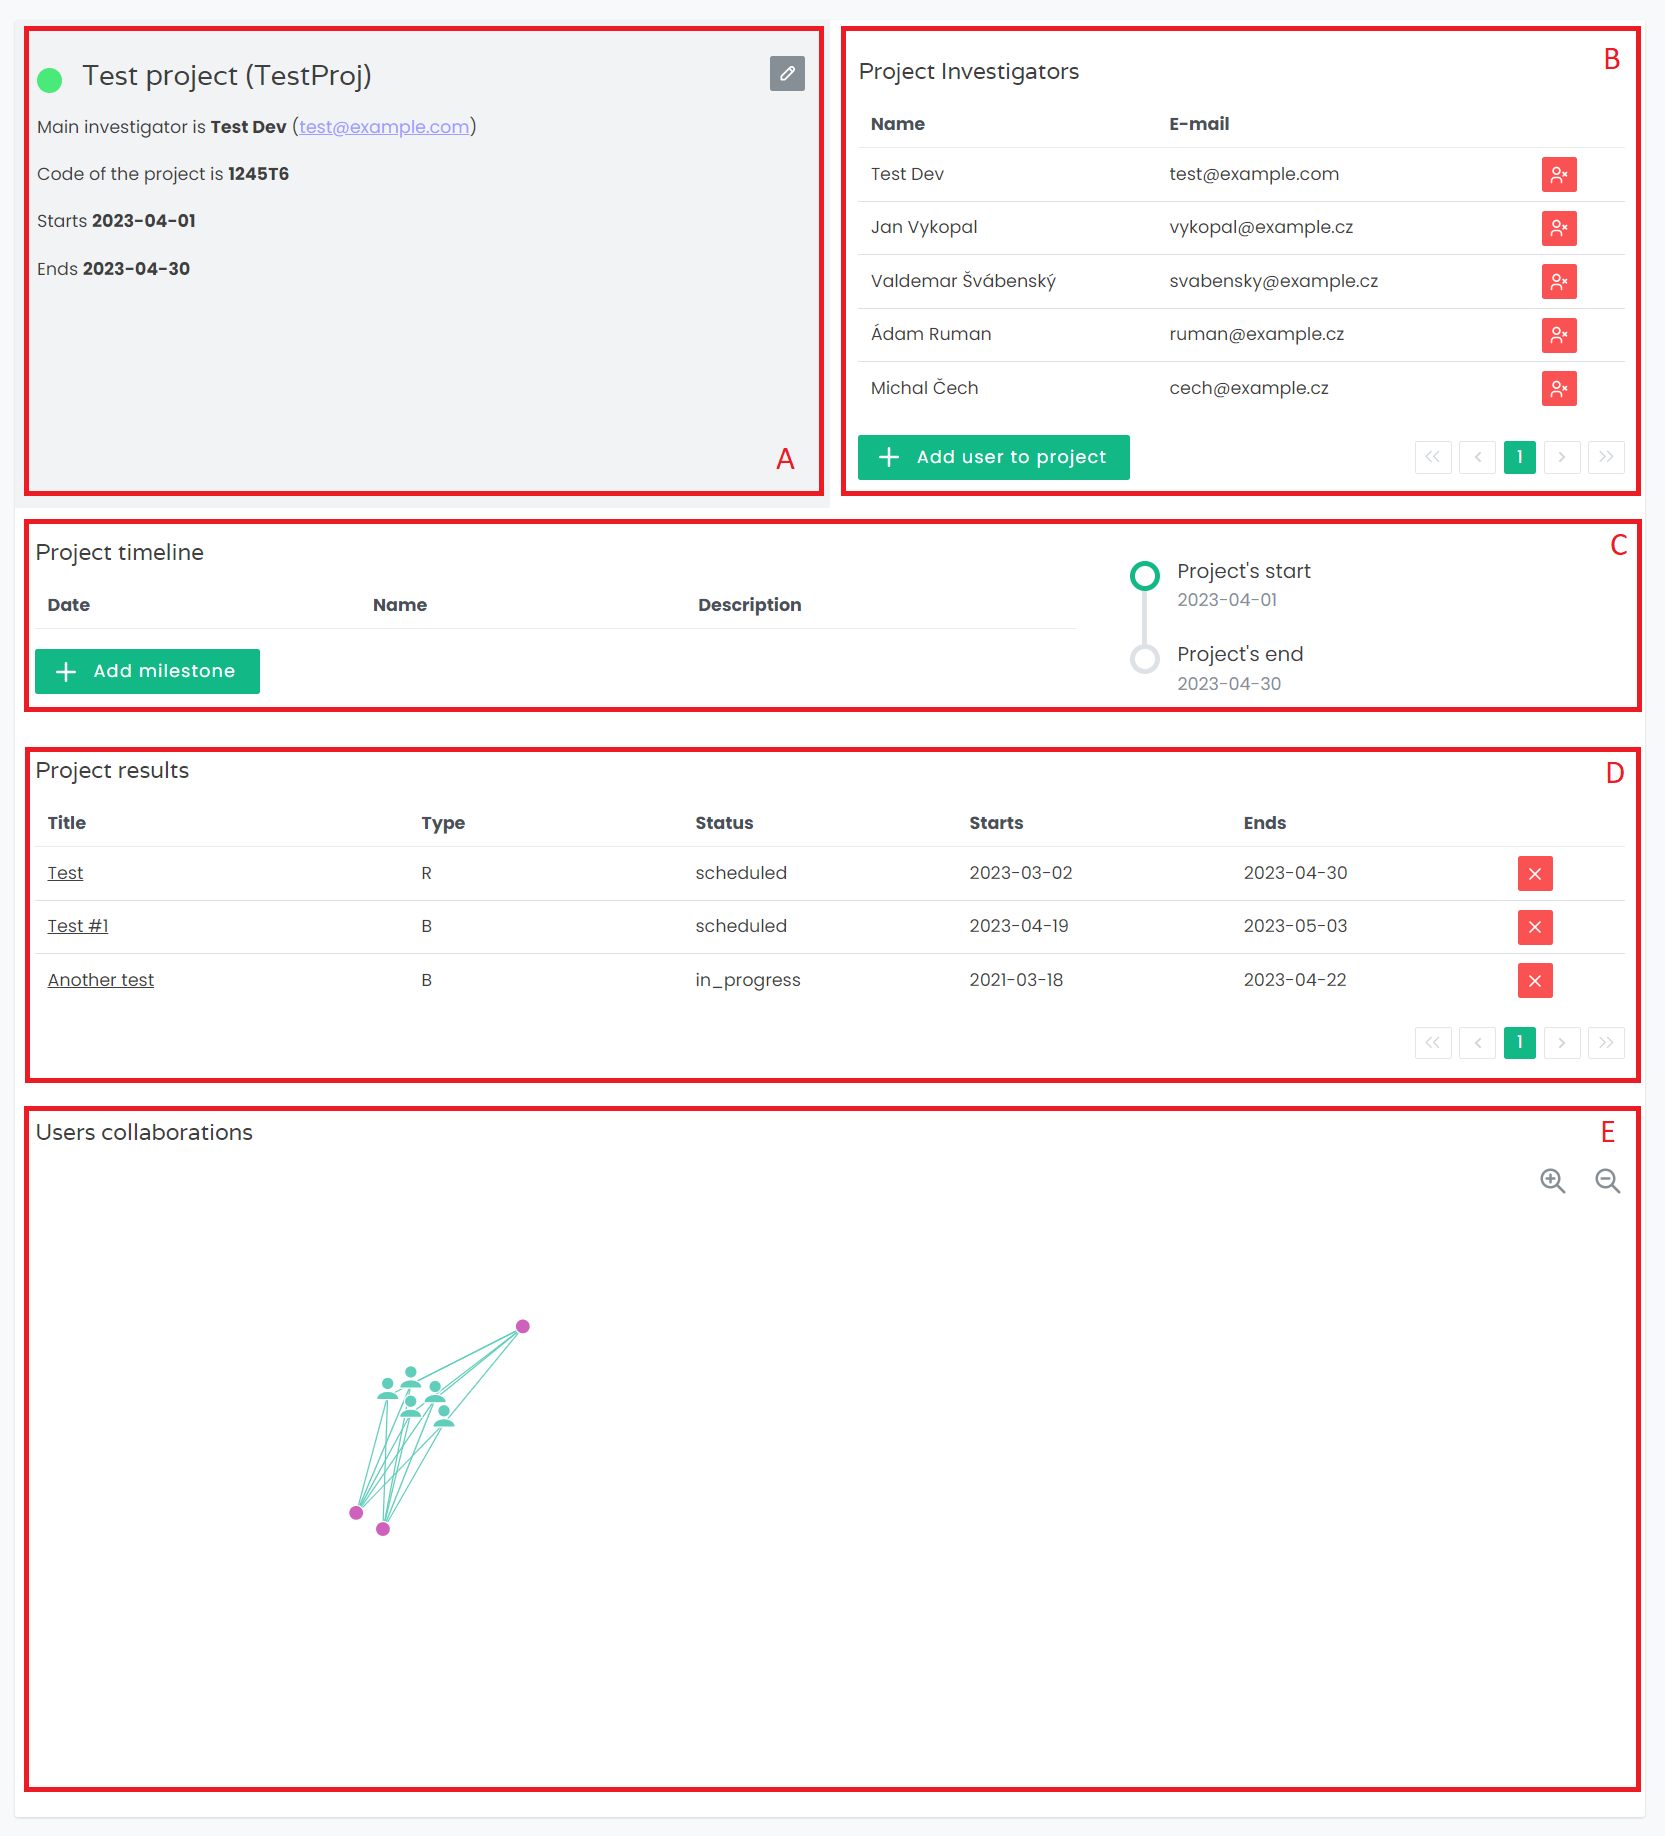 Test project (TestProj)
Main investigator is Test Dev (test@example.com)
Code of the project is 1245T6
Starts 2023-04-01
Ends 2023-04-30
A
B
Project Investigators
Name E-mail
Test Dev test@example.com
Jan Vykopal vykopal@example.cz
Valdemar Švábenský svabensky@example.cz
Ádam Ruman ruman@example.cz
Michal Čech cech@example.cz
+ Add user to project << < 1 > >>
C
Project timeline
Date Name Description
+ Add milestone
Project's start
2023-04-01
Project's end
2023-04-30
Project results
D
Title Type Status Starts Ends
Test R scheduled 2023-03-02 2023-04-30
Test #1 B scheduled 2023-04-19 2023-05-03
Another test B in_progress 2021-03-18 2023-04-22
<< < 1 > >>
Users collaborations
E